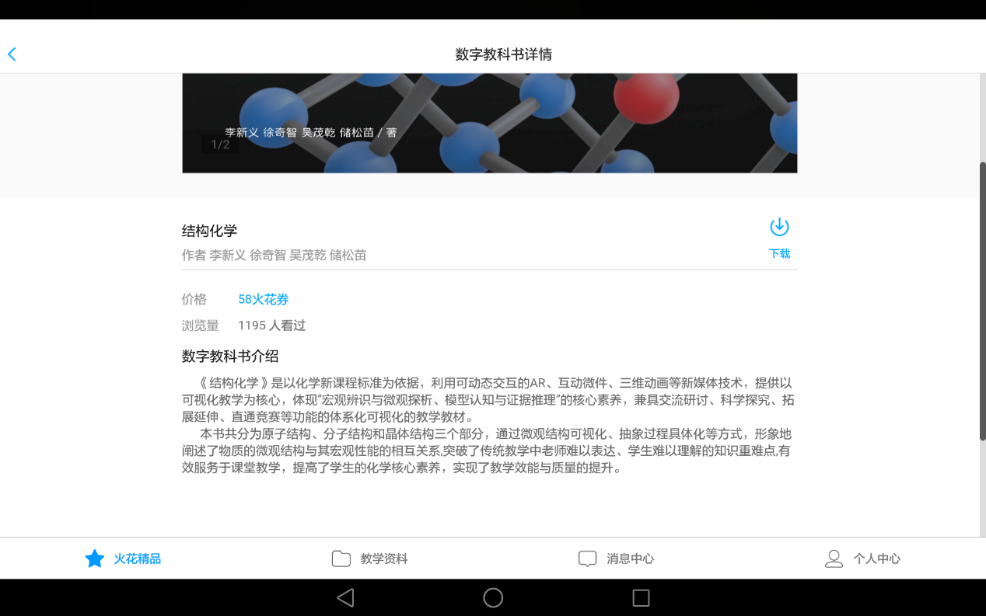 数字教科书详情
李新义 徐奇智 吴茂乾 储松苗 / 著
1/2
结构化学
下载
作者 李新义 徐奇智 吴茂乾 储松苗
价格 58火花券
浏览量 1195 人看过
数字教科书介绍
《 结构化学 》是以化学新课程标准为依据，利用可动态交互的AR、互动微件、三维动画等新媒体技术，提供以
可视化教学为核心，体现"宏观辨识与微观探析、模型认知与证据推理"的核心素养，兼具交流研讨、科学探究、拓
展延伸、直通竞赛等功能的体系化可视化的教学教材。
本书共分为原子结构、分子结构和晶体结构三个部分，通过微观结构可视化、抽象过程具体化等方式，形象地
阐述了物质的微观结构与其宏观性能的相互关系,突破了传统教学中老师难以表达、学生难以理解的知识重难点,有
效服务于课堂教学，提高了学生的化学核心素养，实现了教学效能与质量的提升。
火花精品 教学资料 消息中心 个人中心